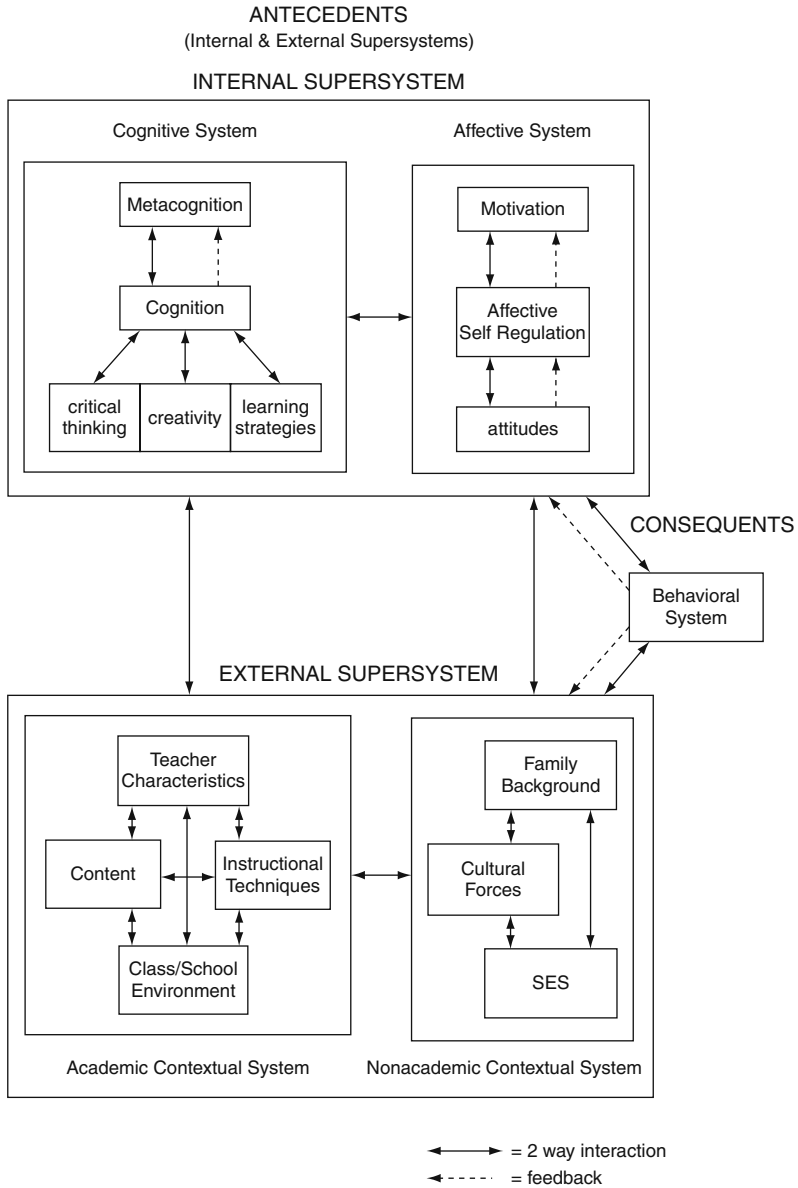 ANTECEDENTS
(Internal & External Supersystems)
INTERNAL SUPERSYSTEM
Cognitive System
Affective System
Metacognition
Cognition
critical
thinking
creativity
learning
strategies
Motivation
Affective
Self Regulation
attitudes
CONSEQUENTS
Behavioral
System
EXTERNAL SUPERSYSTEM
Teacher
Characteristics
Content
Instructional
Techniques
Class/School
Environment
Family
Background
Cultural
Forces
SES
Academic Contextual System
Nonacademic Contextual System
= 2 way interaction
= feedback